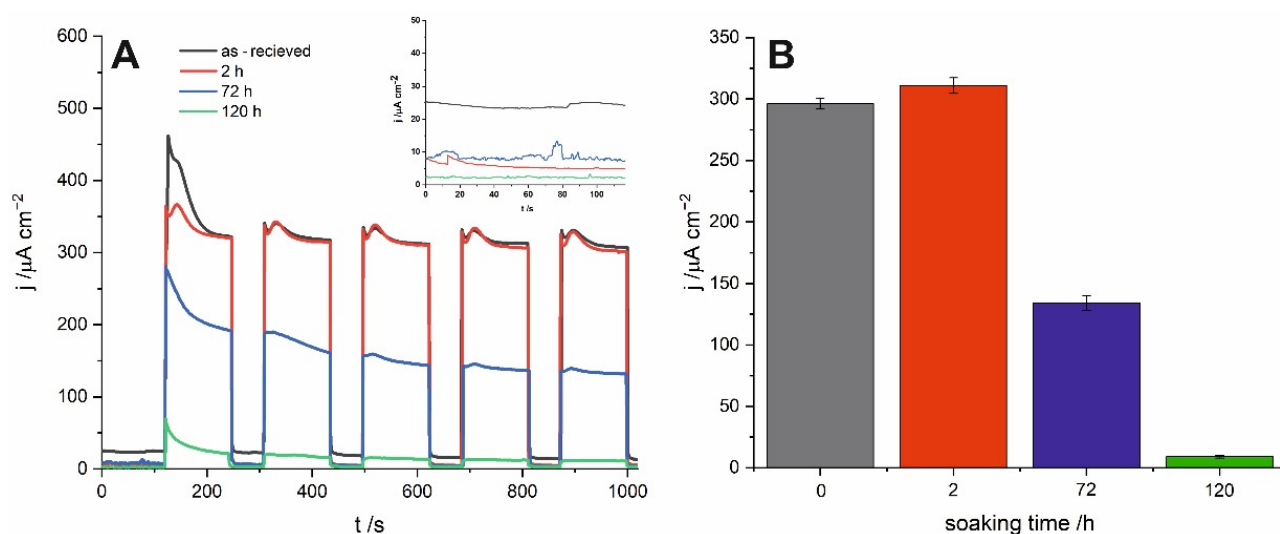 A
as - recieved
2 h
72 h
120 h
j /µA cm⁻²
600
500
400
300
200
100
0
0 200 400 600 800 1000
t /s
j /µA cm⁻²
50
40
30
20
10
0
0 20 40 60 80 100
t /s
B
j /µA cm⁻²
350
300
250
200
150
100
50
0
0 2 72 120
soaking time /h